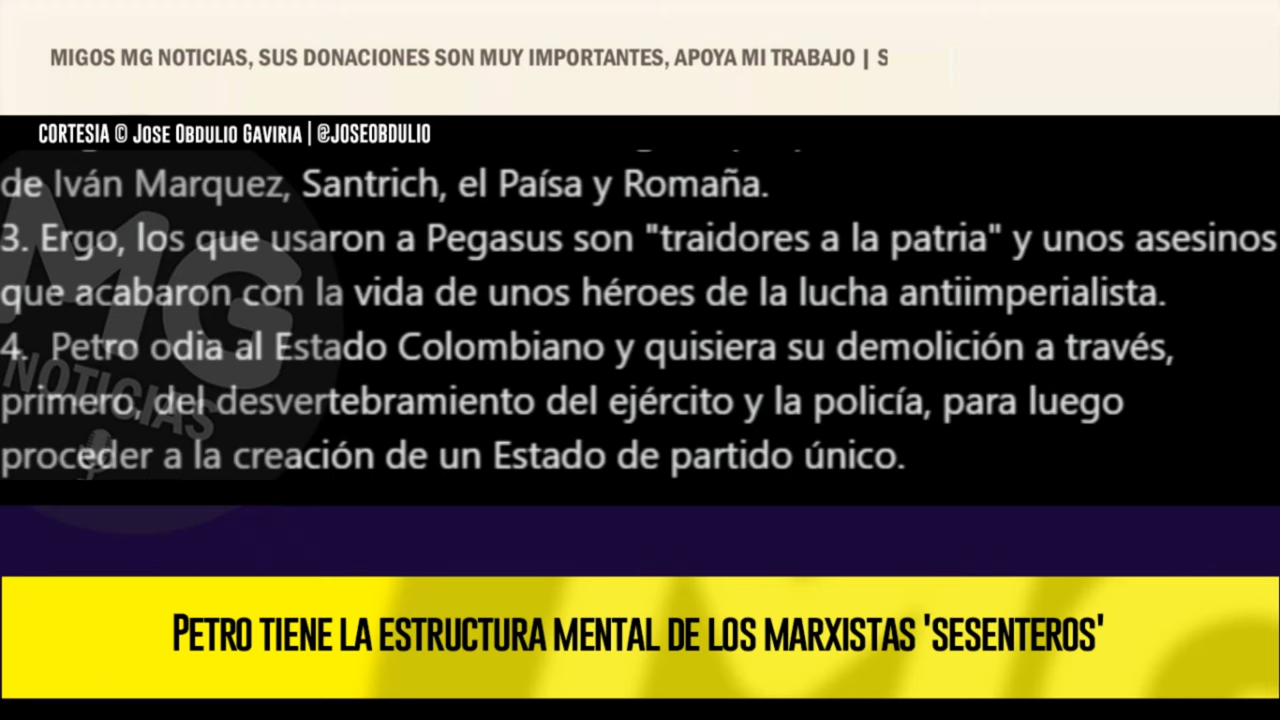 MIGOS MG NOTICIAS, SUS DONACIONES SON MUY IMPORTANTES, APOYA MI TRABAJO | S
CORTESIA © JOSE OBDULIO GAVIRIA | @JOSEOBDULIO
de Iván Marquez, Santrich, el Païsa y Romaña.
3. Ergo, los que usaron a Pegasus son "traidores a la patria" y unos asesinos
que acabaron con la vida de unos héroes de la lucha antiimperialista.
4. Petro odia al Estado Colombiano y quisiera su demolición a través,
primero, del desvertebramiento del ejército y la policía, para luego
proceder a la creación de un Estado de partido único.
MG
NOTICIAS
PETRO TIENE LA ESTRUCTURA MENTAL DE LOS MARXISTAS 'SESENTEROS'